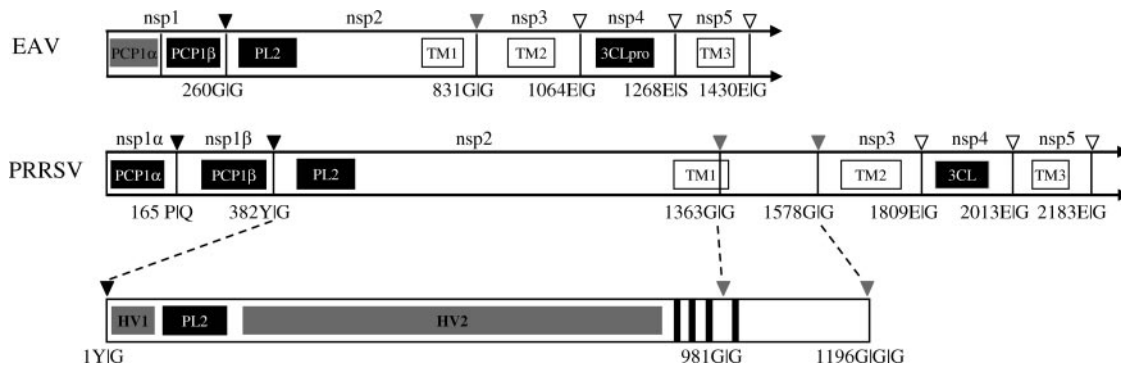 nsp1 nsp2 nsp3 nsp4 nsp5
EAV
PCP1α PCP1β PL2 TM1 TM2 3CLpro TM3
260G|G 831G|G 1064E|G 1268E|S 1430E|G
nsp1α nsp1β nsp2 nsp3 nsp4 nsp5
PRRSV
PCP1α PCP1β PL2 TM1 TM2 3CL TM3
165 P|Q 382Y|G 1363G|G 1578G|G 1809E|G 2013E|G 2183E|G
HV1 PL2 HV2
1Y|G 981G|G 1196G|G|G